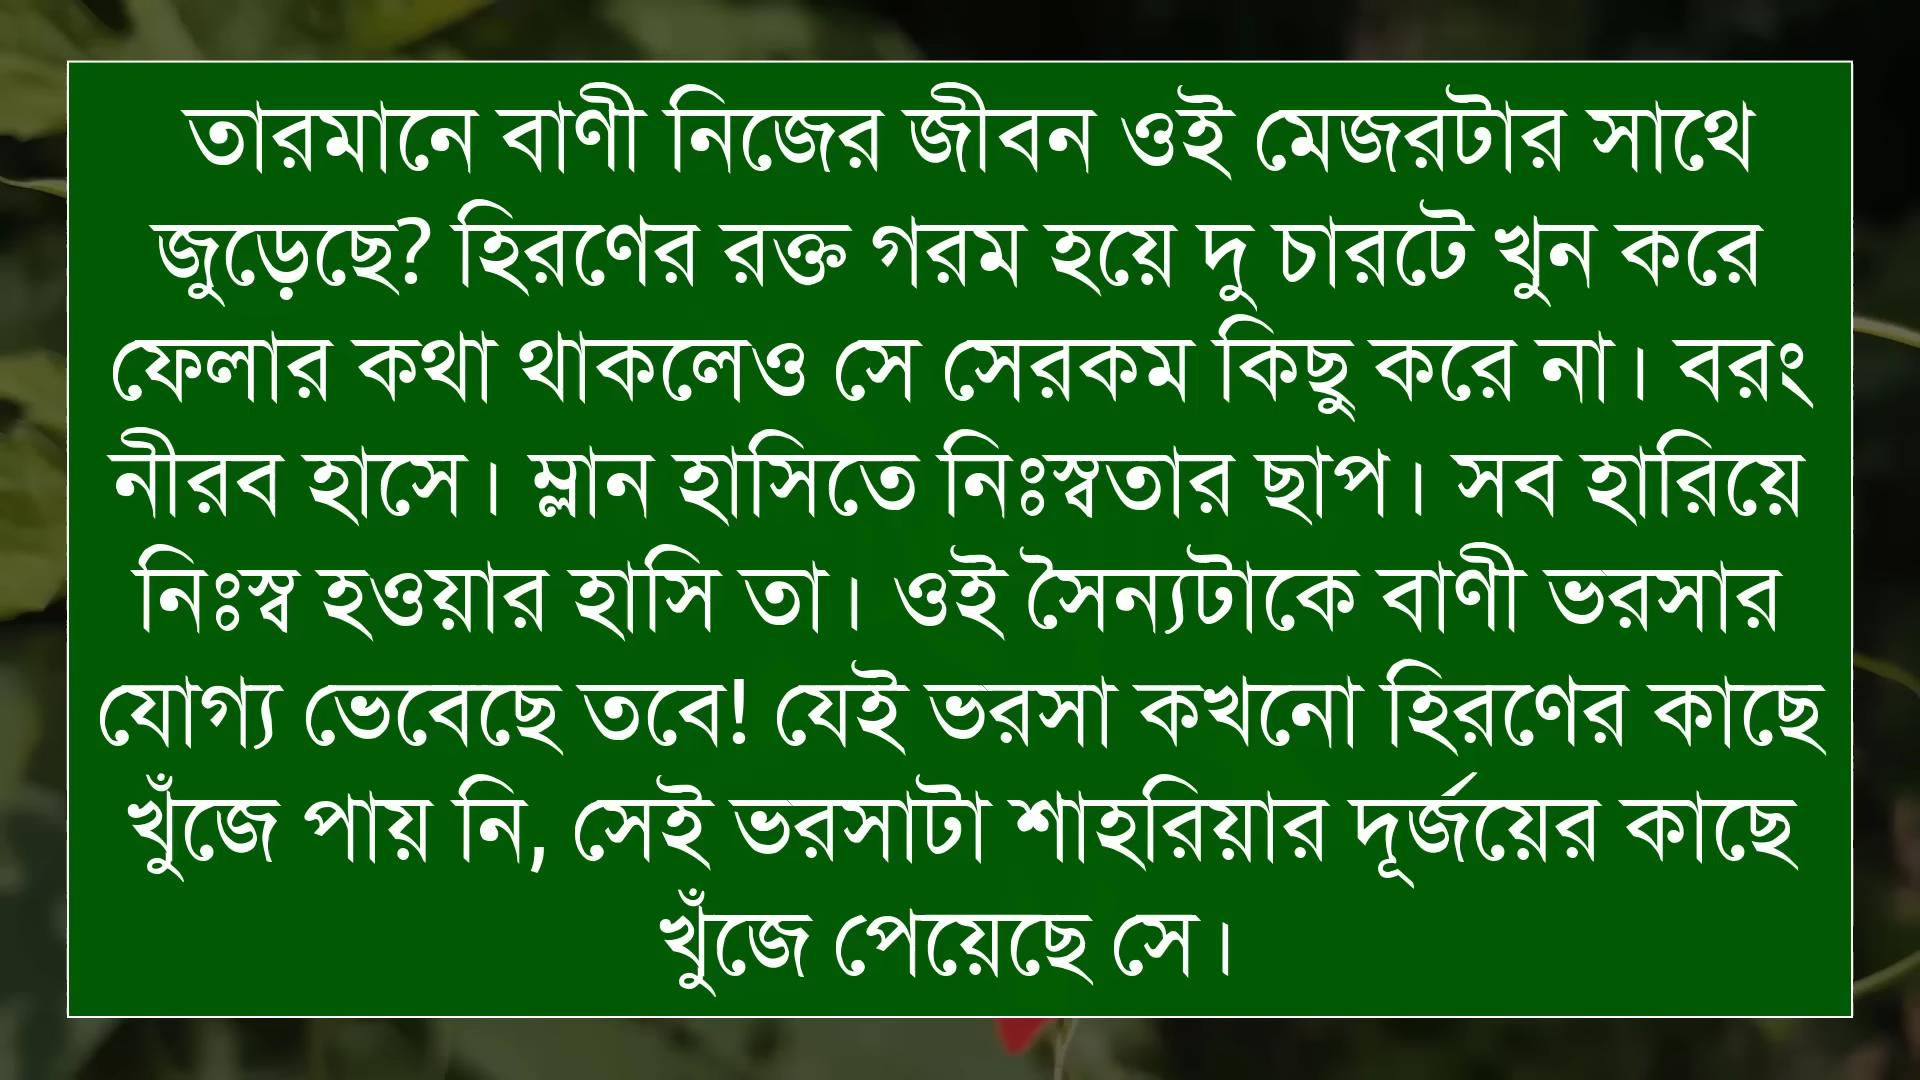 তারমানে বাণী নিজের জীবন ওই মেজরটার সাথে
জুড়েছে? হিরণের রক্ত গরম হয়ে দু চারটে খুন করে
ফেলার কথা থাকলেও সে সেরকম কিছু করে না। বরং
নীরব হাসে। ম্লান হাসিতে নিঃস্বতার ছাপ। সব হারিয়ে
নিঃস্ব হওয়ার হাসি তা। ওই সৈন্যটাকে বাণী ভরসার
যোগ্য ভেবেছে তবে! যেই ভরসা কখনো হিরণের কাছে
খুঁজে পায় নি, সেই ভরসাটা শাহরিয়ার দূর্জয়ের কাছে
খুঁজে পেয়েছে সে।